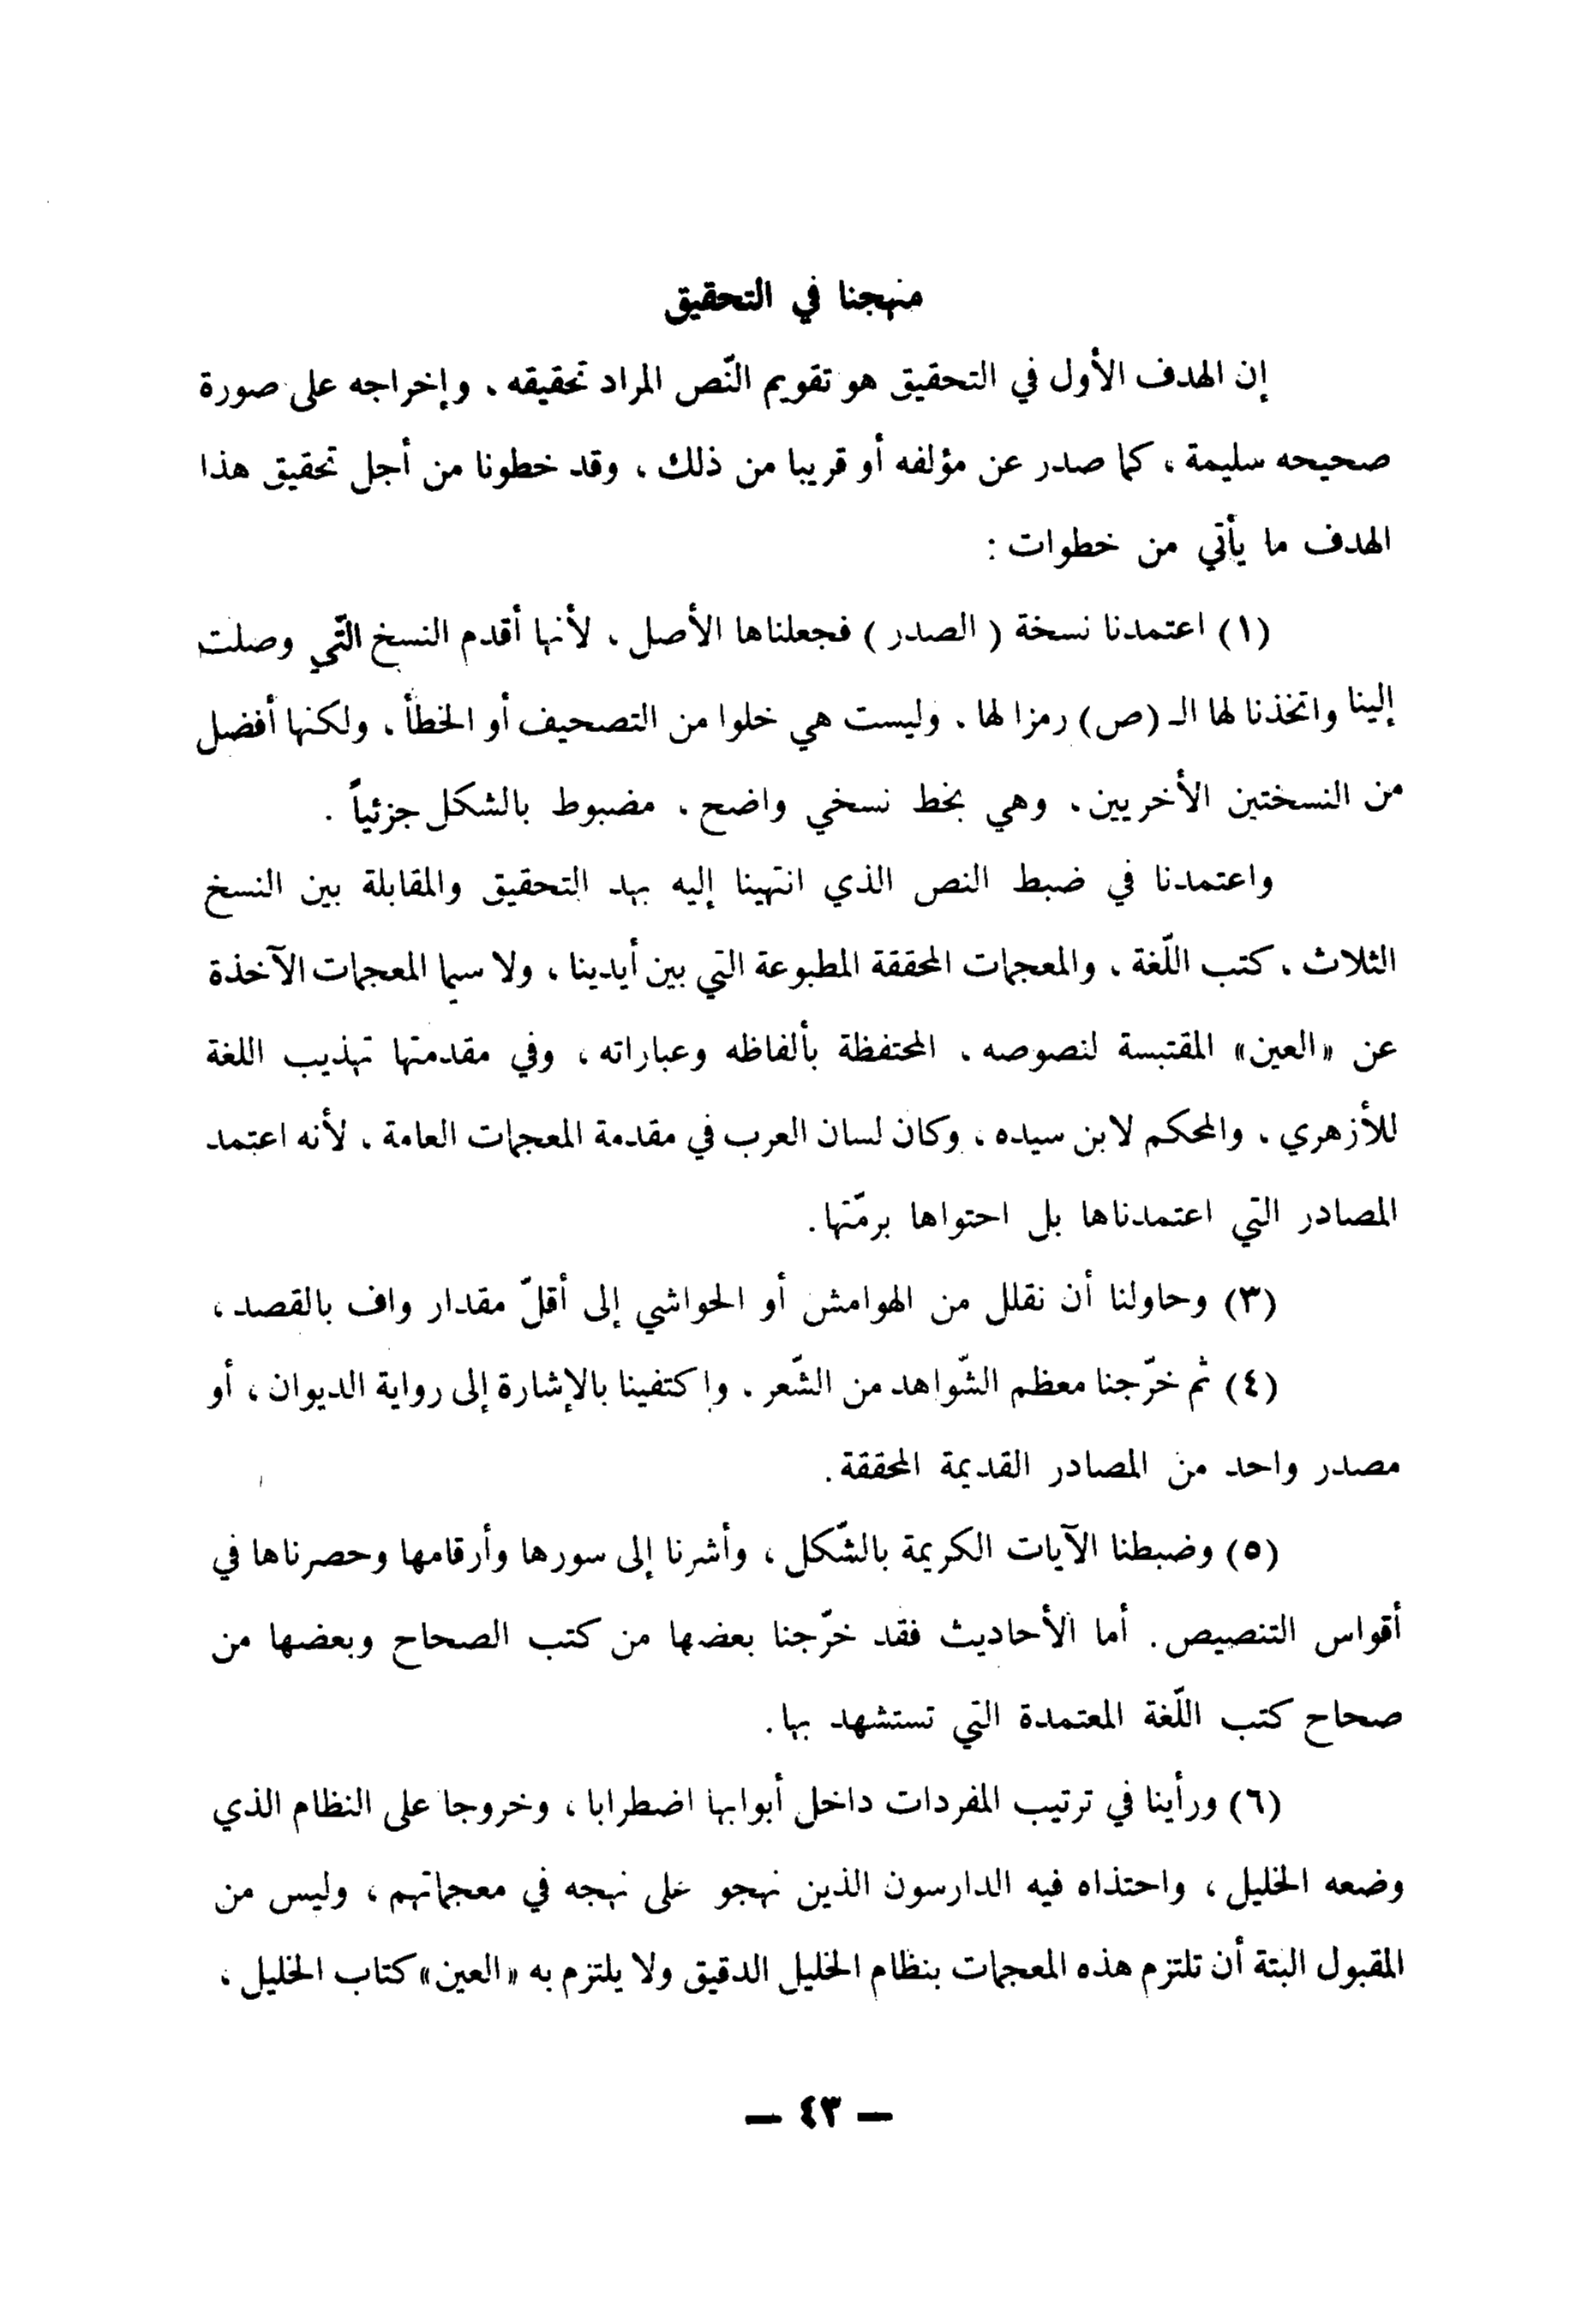 منهجنا في التحقيق
إن الهدف الأول في التحقيق هو تقويم النّص المراد تحقيقه ، وإخراجه على صورة
صحيحه سليمة ، كما صدر عن مؤلفه أو قريبا من ذلك ، وقد خطونا من أجل تحقيق هذا
الهدف ما يأتي من خطوات :
(١) اعتمدنا نسخة ( الصدر ) فجعلناها الأصل ، لأنها أقدم النسخ التّي وصلت
إلينا واتخذنا لها الـ (ص) رمزا لها . وليست هي خلوا من التصحيف أو الخطأ ، ولكنها أفضل
من النسختين الأخريين ، وهي بخط نسخي واضح ، مضبوط بالشكل جزئياً .
واعتمدنا في ضبط النص الذي انتهينا إليه بهد التحقيق والمقابلة بين النسخ
الثلاث ، كتب اللّغة ، والمعجمات المحققة المطبوعة التي بين أيدينا ، ولا سيما المعجمات الآخذة
عن «العين» المقتبسة لنصوصه ، المحتفظة بألفاظه وعباراته ، وفي مقدمتها تهذيب اللغة
للأزهري ، والمحكم لابن سيده ، وكان لسان العرب في مقدمة المعجمات العامة ، لأنه اعتمد
المصادر التي اعتمدناها بل احتواها برمّتها .
(٣) وحاولنا أن نقلل من الهوامش أو الحواشي إلى أقلّ مقدار واف بالقصد ،
(٤) ثم خرّجنا معظم الشّواهد من الشّعر . وإكتفينا بالإشارة إلى رواية الديوان ، أو
مصدر واحد من المصادر القديمة المحققة .
(٥) وضبطنا الآيات الكريمة بالشّكل ، وأشرنا إلى سورها وأرقامها وحصرناها في
أقواس التنصيص . أما الأحاديث فقد خرّجنا بعضها من كتب الصحاح وبعضها من
صحاح كتب اللّغة المعتمدة التي تستشهد بها .
(٦) ورأينا في ترتيب المفردات داخل أبوابها اضطرابا ، وخروجا على النظام الذي
وضعه الخليل ، واحتذاه فيه الدارسون الذين نهجو على نهجه في معجماتهم ، وليس من
المقبول البتة أن تلتزم هذه المعجمات بنظام الخليل الدقيق ولا يلتزم به «العين» كتاب الخليل ،
— ٤٣ —